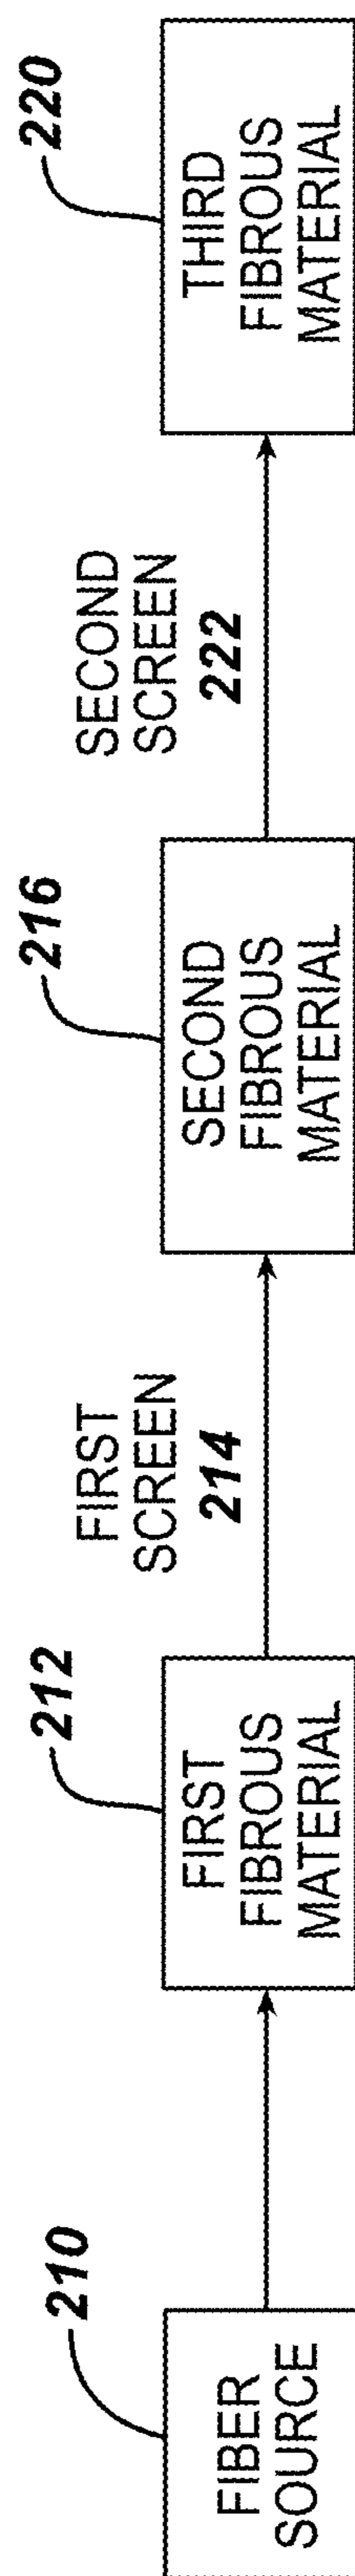 210
FIBER
SOURCE
212
FIRST
FIBROUS
MATERIAL
FIRST
SCREEN
214
216
SECOND
FIBROUS
MATERIAL
SECOND
SCREEN
222
220
THIRD
FIBROUS
MATERIAL